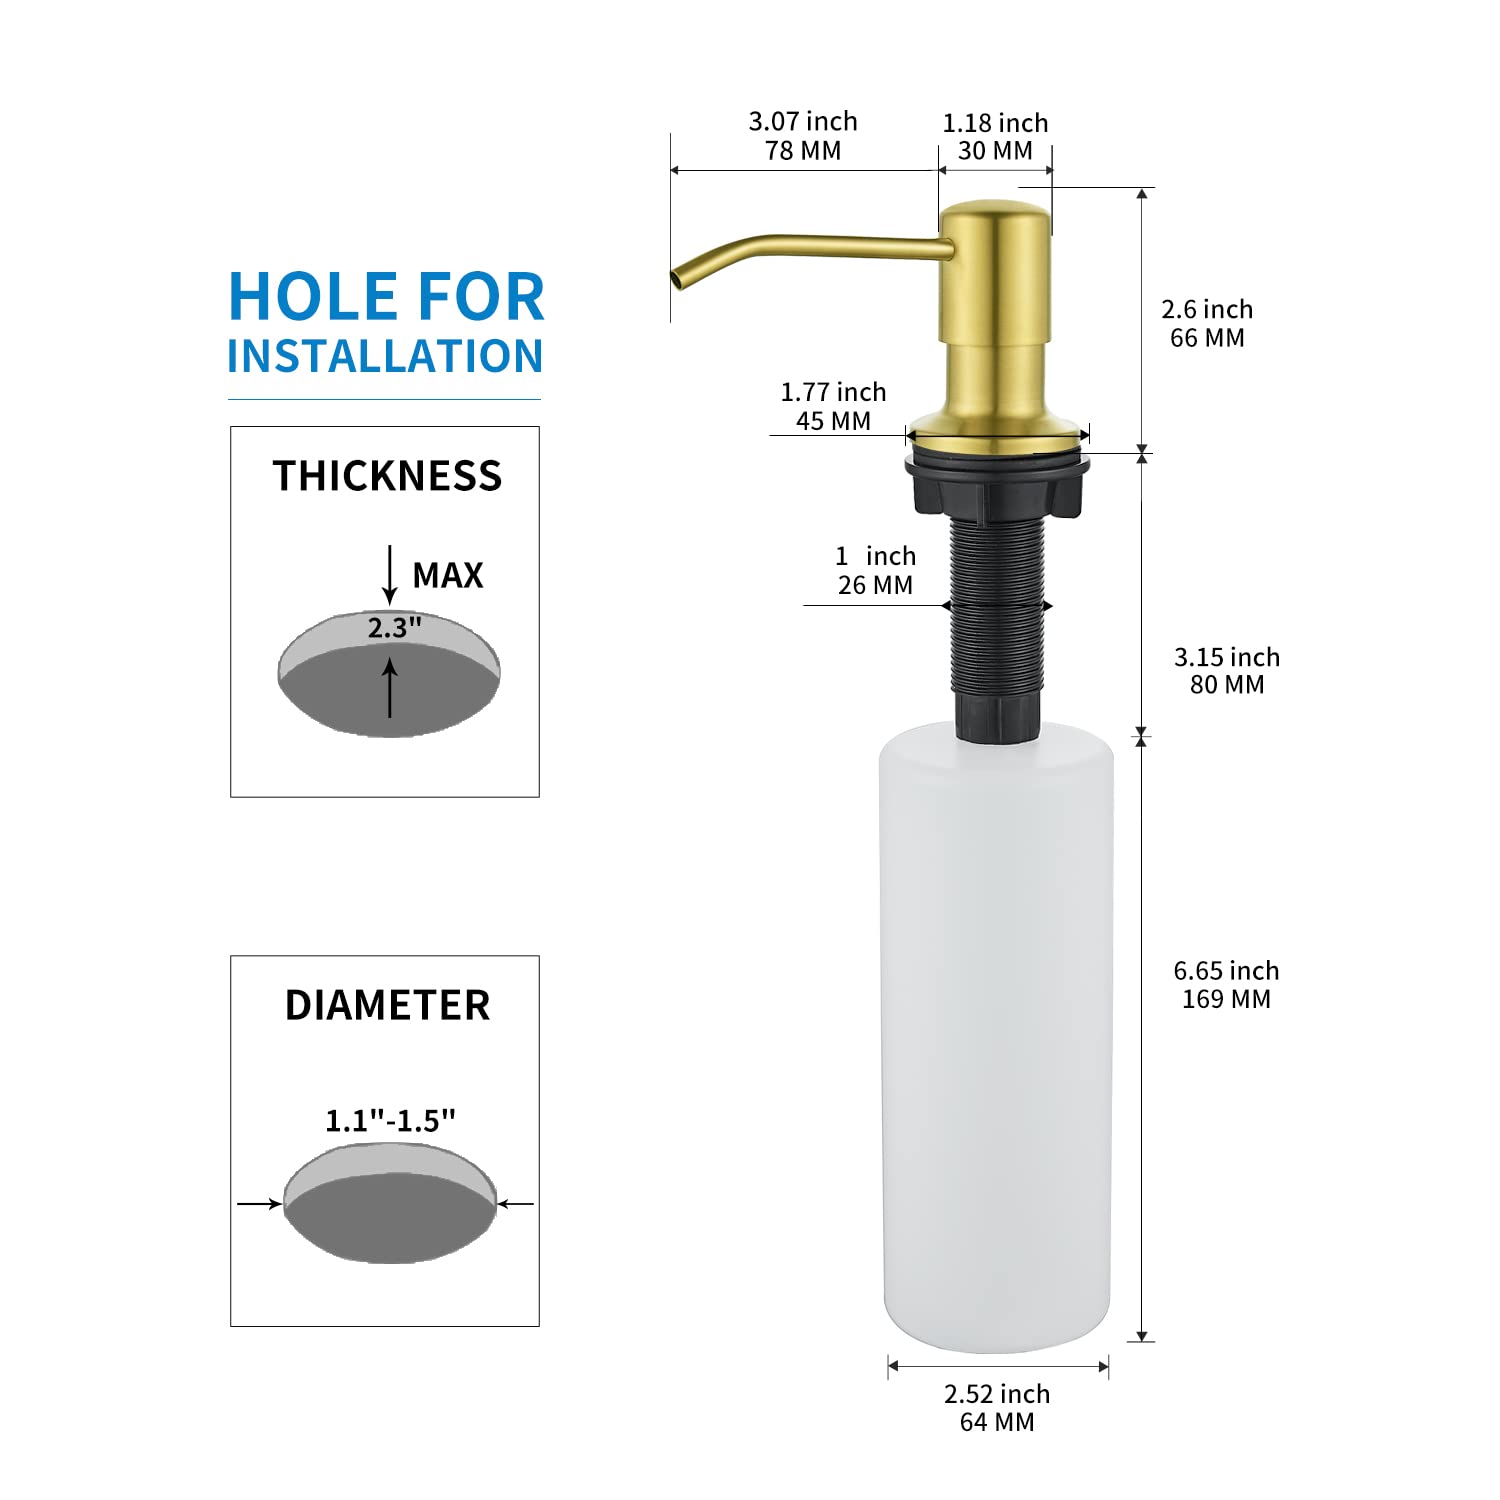 HOLE FOR
INSTALLATION
THICKNESS
MAX
2.3"
DIAMETER
1.1"-1.5"
3.07 inch
78 MM
1.18 inch
30 MM
2.6 inch
66 MM
1.77 inch
45 MM
1 inch
26 MM
3.15 inch
80 MM
6.65 inch
169 MM
2.52 inch
64 MM